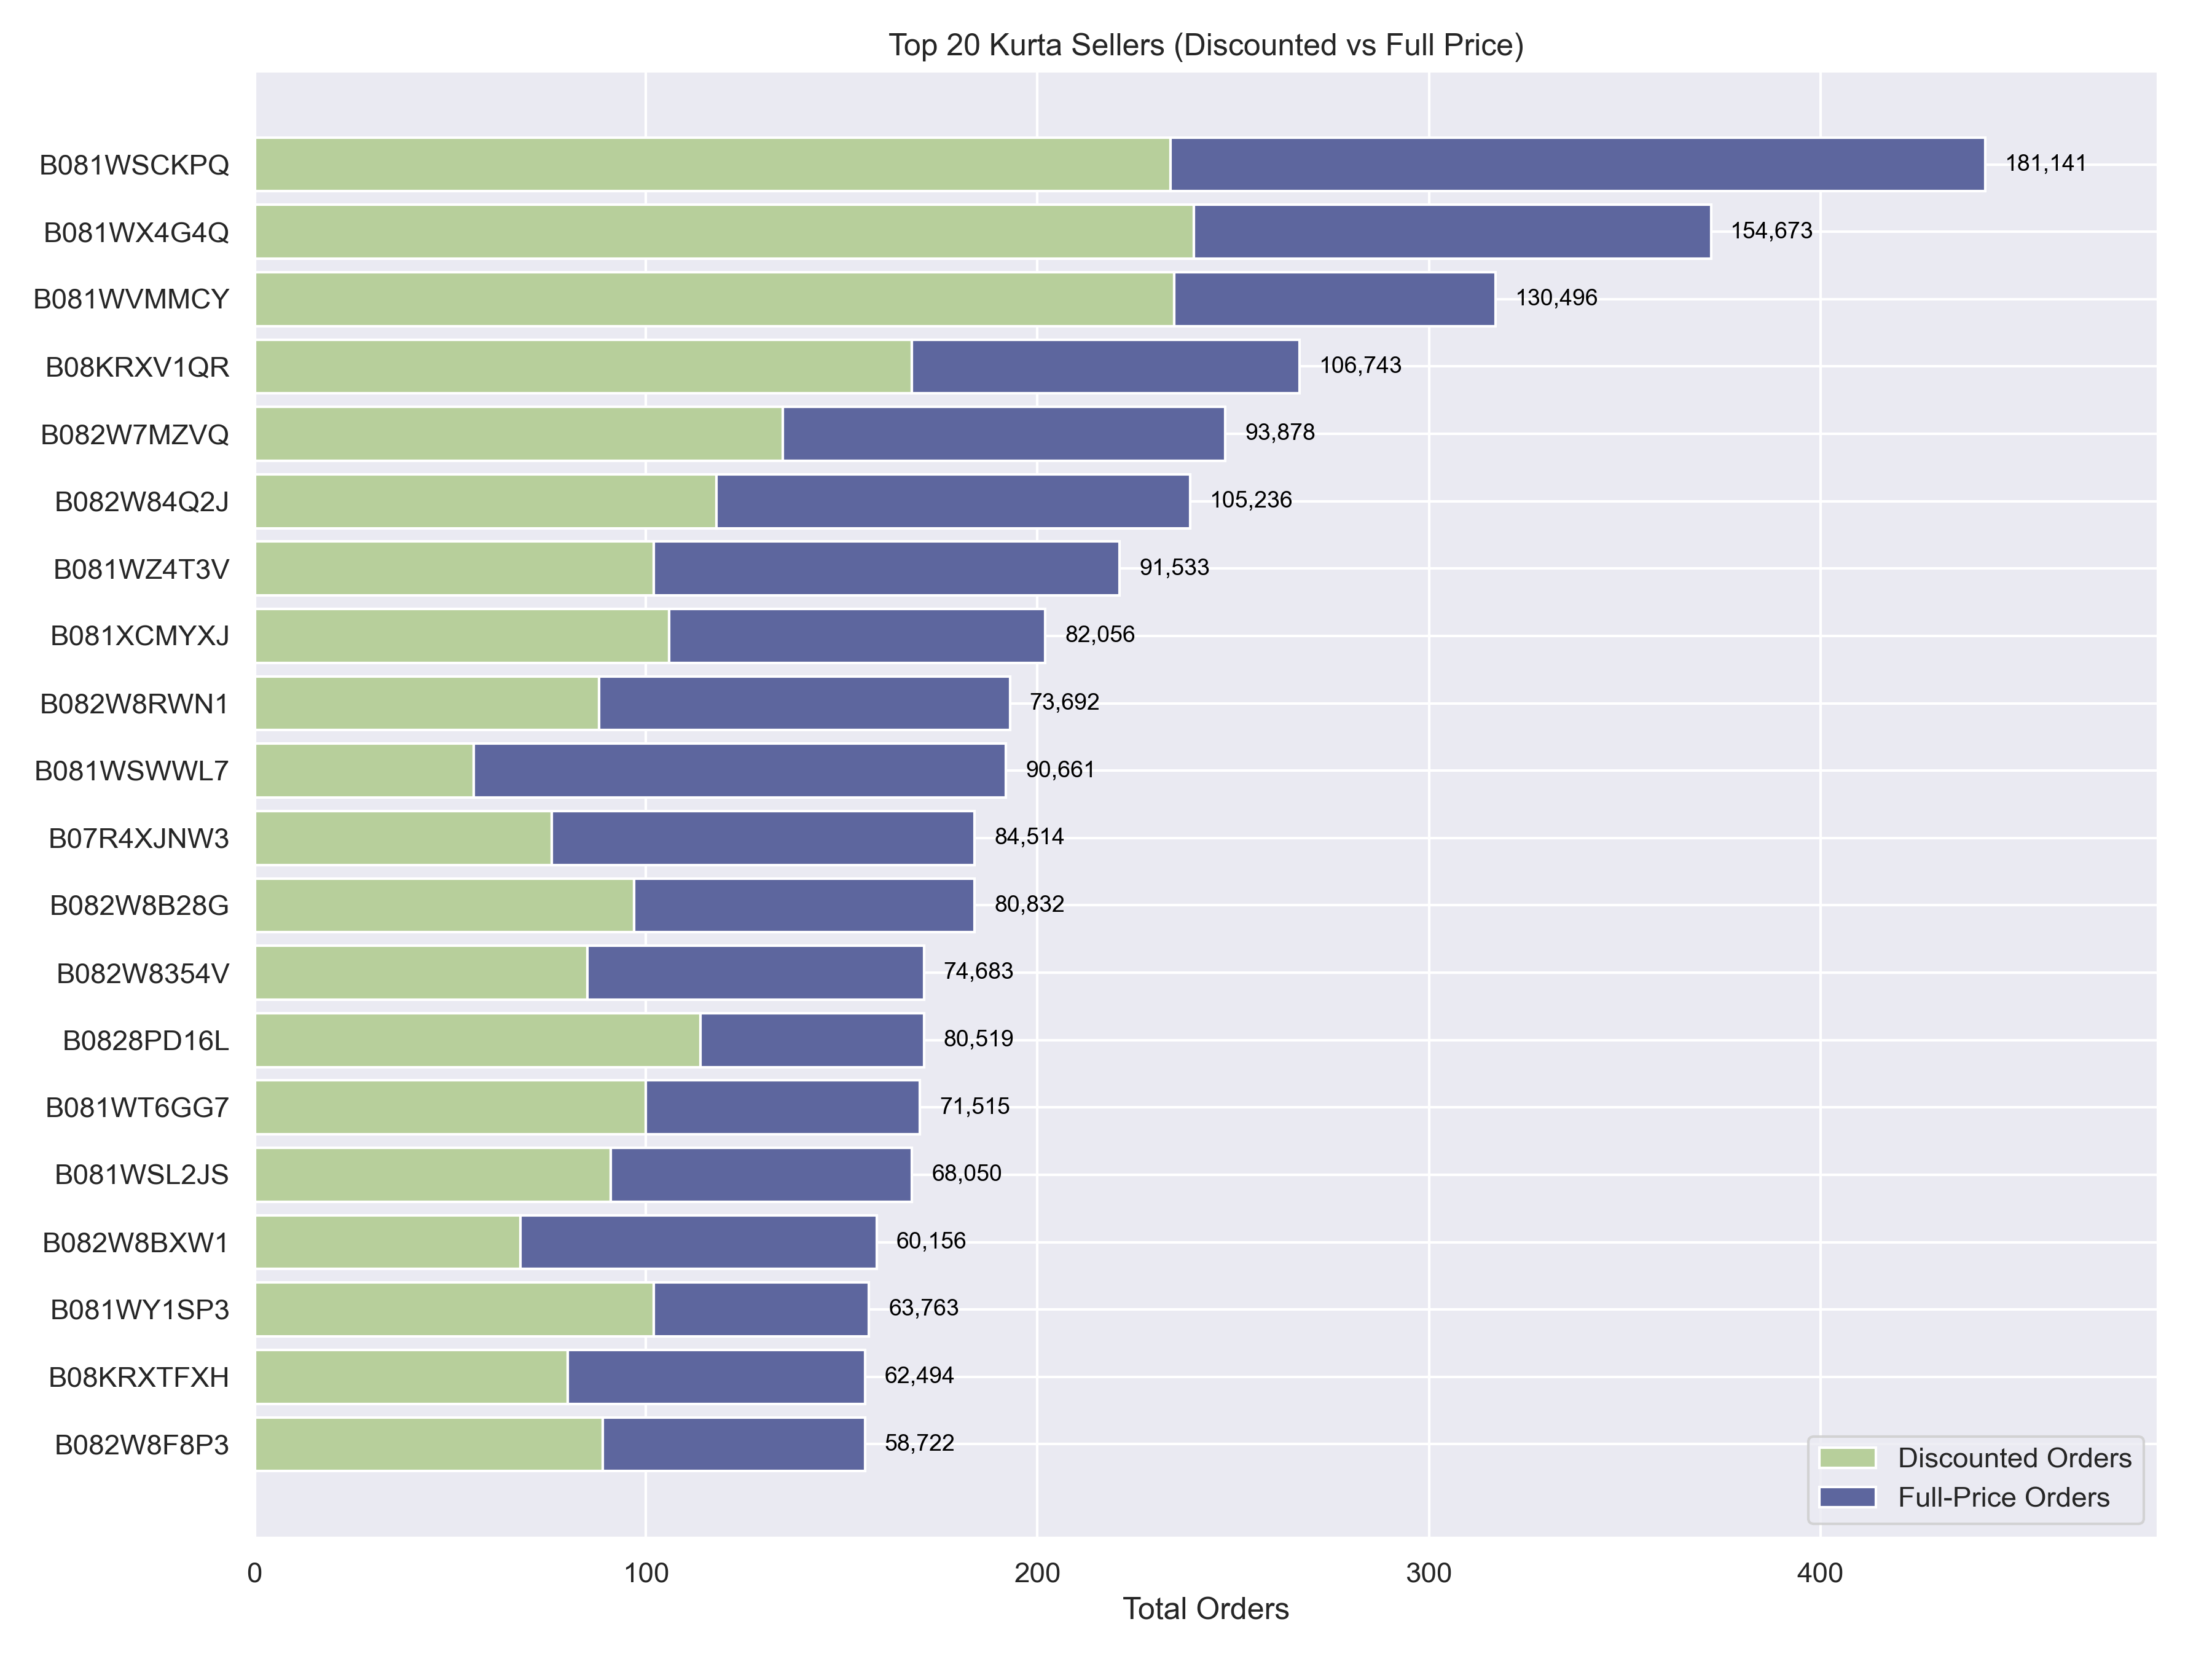 Top 20 Kurta Sellers (Discounted vs Full Price)
B081WSCKPQ 181,141
B081WX4G4Q 154,673
B081WVMMCY 130,496
B08KRXV1QR 106,743
B082W7MZVQ 93,878
B082W84Q2J 105,236
B081WZ4T3V 91,533
B081XCMYXJ 82,056
B082W8RWN1 73,692
B081WSWWL7 90,661
B07R4XJNW3 84,514
B082W8B28G 80,832
B082W8354V 74,683
B0828PD16L 80,519
B081WT6GG7 71,515
B081WSL2JS 68,050
B082W8BXW1 60,156
B081WY1SP3 63,763
B08KRXTFXH 62,494
B082W8F8P3 58,722
Discounted Orders
Full-Price Orders
0 100 200 300 400
Total Orders